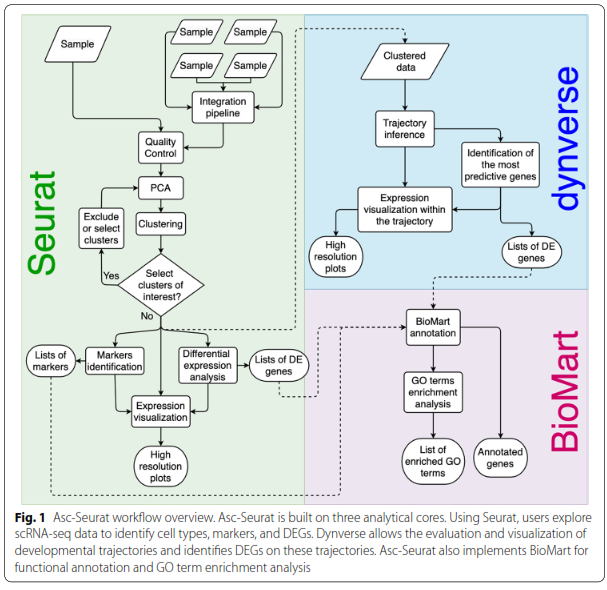 Sample
Sample
Sample
Sample
Sample
Integration
pipeline
Quality
Control
PCA
Clustering
Exclude
or select
clusters
Yes
Select
clusters of
interest?
No
Lists of
markers
Markers
identification
Differential
expression
analysis
Lists of DE
genes
Expression
visualization
High
resolution
plots
Seurat
Clustered
data
Trajectory
inference
Identification of
the most
predictive genes
Expression
visualization within
the trajectory
High
resolution
plots
Lists of DE
genes
dynverse
BioMart
annotation
GO terms
enrichment
analysis
List of
enriched GO
terms
Annotated
genes
BioMart
Fig. 1 Asc-Seurat workflow overview. Asc-Seurat is built on three analytical cores. Using Seurat, users explore
scRNA-seq data to identify cell types, markers, and DEGs. Dynverse allows the evaluation and visualization of
developmental trajectories and identifies DEGs on these trajectories. Asc-Seurat also implements BioMart for
functional annotation and GO term enrichment analysis